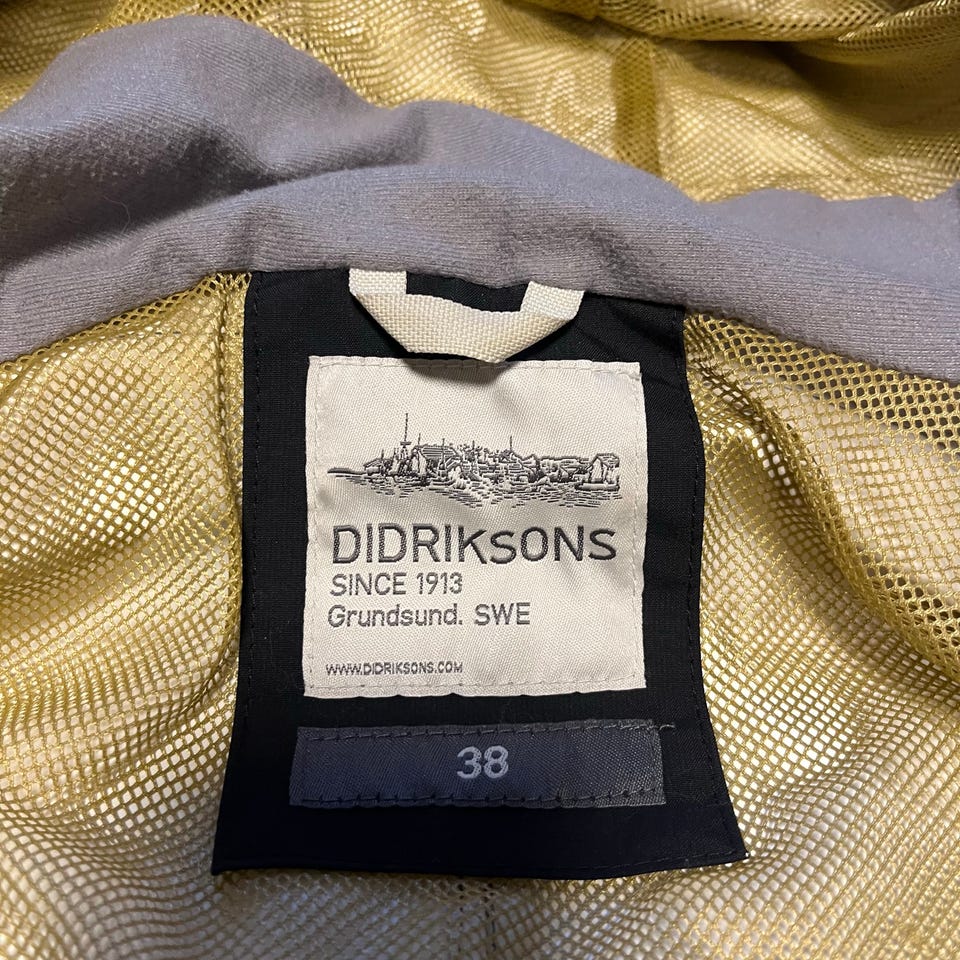 DIDRIKSONS
SINCE 1913
Grundsund. SWE
WWW.DIDRIKSONS.COM
38